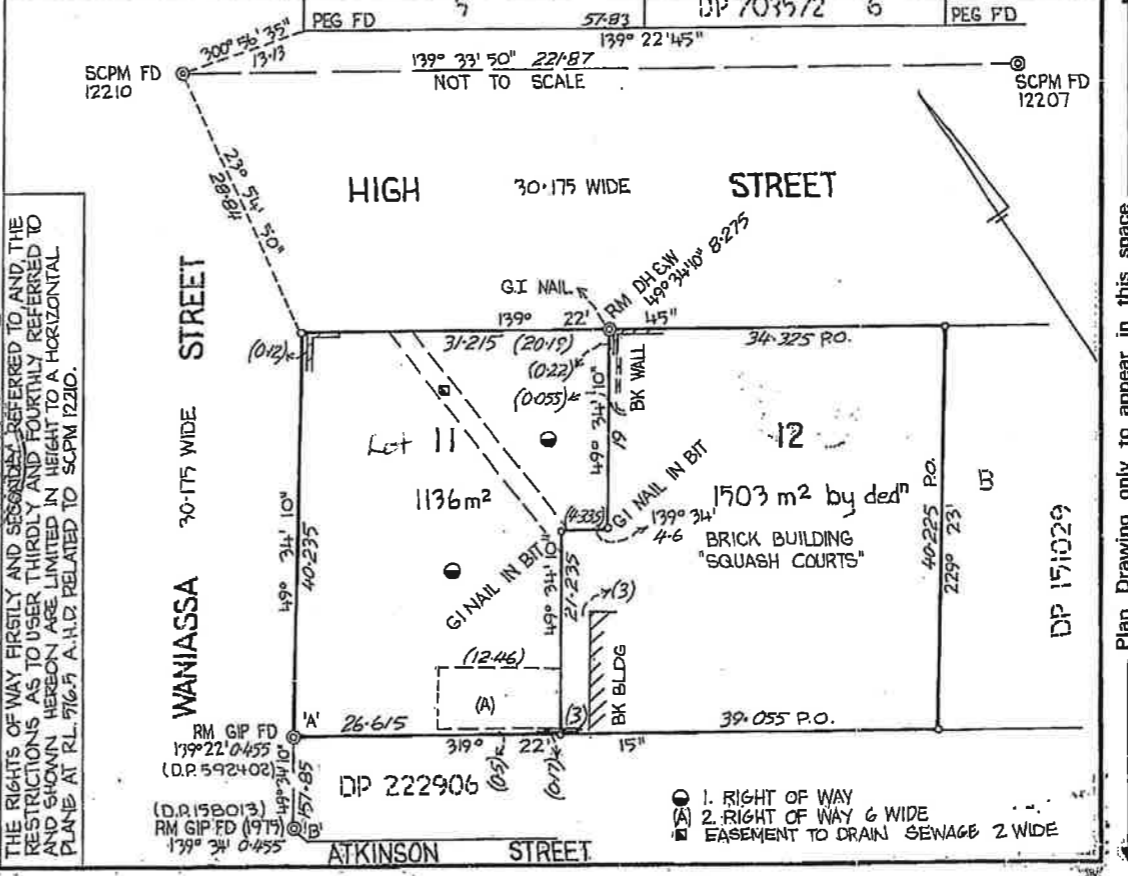 PEG FD
57.83
DP 703572
6
PEG FD
139° 22' 45"
300° 56' 35"
13.13
SCPM FD
12210
139° 33' 50" 221.87
NOT TO SCALE
SCPM FD
12207
23° 54' 50"
28.84
HIGH 30.175 WIDE STREET
G.I NAIL
RM DH & W
49° 34' 10" 8.275
139° 22' 45"
(0.12)
31.215 (20.19)
34.325 P.O.
(0.22)
(0.055)
BK WALL
49° 34' 10"
19
Lot 11
12
1136 m²
1503 m² by dedⁿ
GI NAIL IN BIT
(4.335)
139° 34'
4.6
BRICK BUILDING
"SQUASH COURTS"
GI NAIL IN BIT
49° 34' 10"
21.235
(3)
BK BLDG
(12.46)
(A)
(3)
WANIASSA 30.175 WIDE STREET
49° 34' 10"
40.235
40.225 P.O.
229° 23'
B
DP 151029
'A'
26.615
39.055 P.O.
RM GIP FD
139° 22' 0.455
(D.P. 592402)
319° 22' 15"
(0.5)
(0.17)
49° 34' 10"
157.85
DP 222906
(D.P. 158013)
RM GIP FD (1979)
139° 34' 0.455
'B'
ATKINSON STREET
1. RIGHT OF WAY
(A) 2. RIGHT OF WAY 6 WIDE
EASEMENT TO DRAIN SEWAGE 2 WIDE
THE RIGHTS OF WAY FIRSTLY AND SECONDLY REFERRED TO AND, THE
RESTRICTIONS AS TO USER THIRDLY AND FOURTHLY REFERRED TO
AND SHOWN HEREON ARE LIMITED IN HEIGHT TO A HORIZONTAL
PLANE AT R.L. 576.5 A.H.D. RELATED TO SCPM 12210.
Plan Drawing only to appear in this space